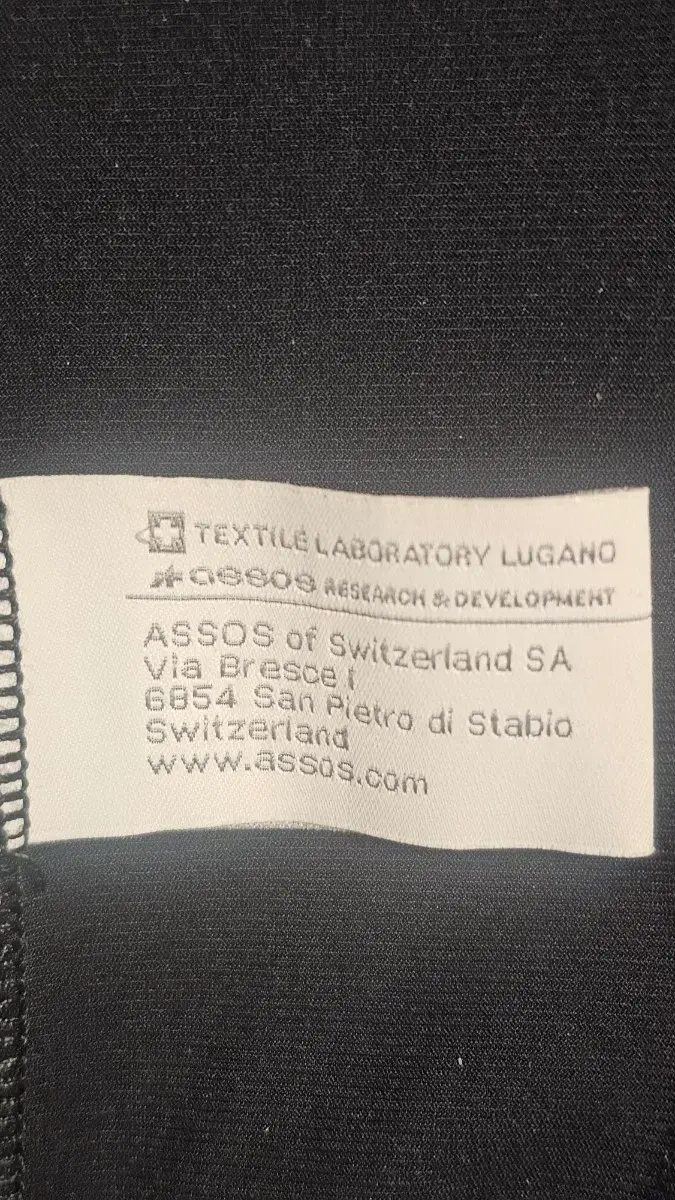 TEXTILE LABORATORY LUGANO
assos RESEARCH & DEVELOPMENT
ASSOS of Switzerland SA
Via Bresce 1
6854 San Pietro di Stabio
Switzerland
www.assos.com